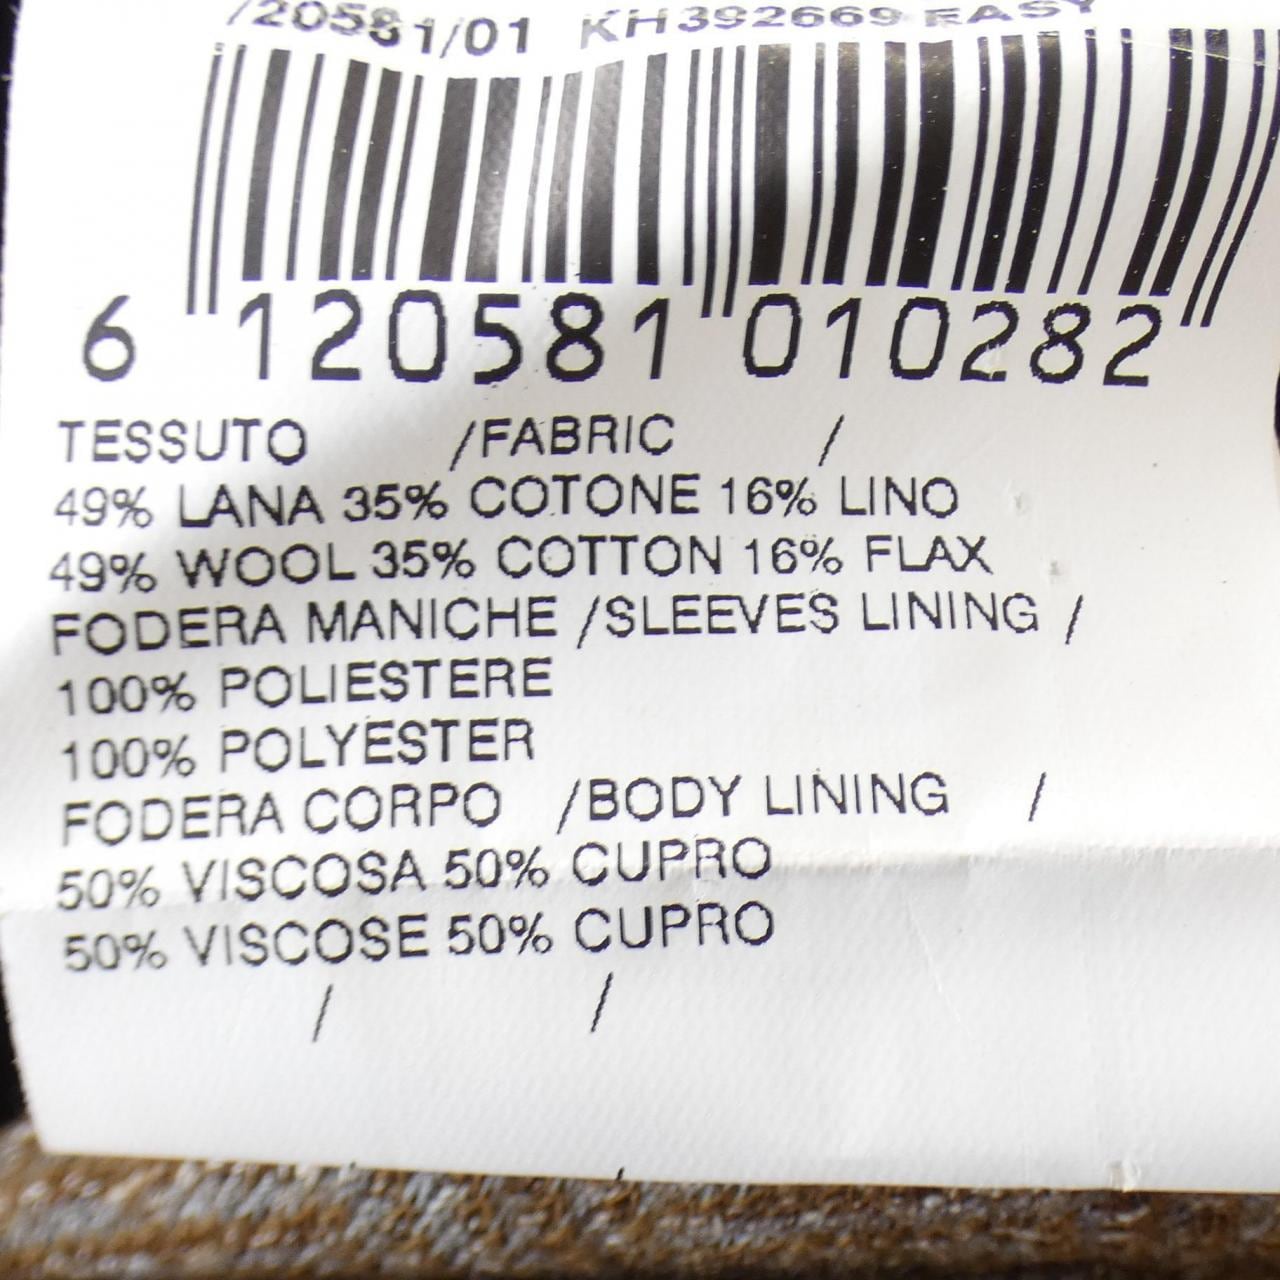 /20581/01 KH392669 EASY
6 120581 010282
TESSUTO /FABRIC /
49% LANA 35% COTONE 16% LINO
49% WOOL 35% COTTON 16% FLAX
FODERA MANICHE /SLEEVES LINING /
100% POLIESTERE
100% POLYESTER
FODERA CORPO /BODY LINING /
50% VISCOSA 50% CUPRO
50% VISCOSE 50% CUPRO
/ /